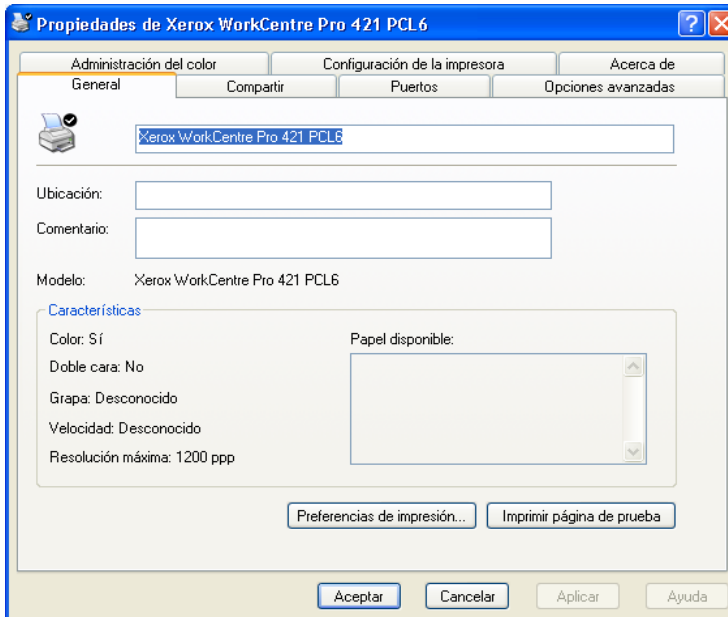 Propiedades de Xerox WorkCentre Pro 421 PCL6
Administración del color Configuración de la impresora Acerca de
General Compartir Puertos Opciones avanzadas
Xerox WorkCentre Pro 421 PCL6
Ubicación:
Comentario:
Modelo: Xerox WorkCentre Pro 421 PCL6
Características
Color: Sí Papel disponible:
Doble cara: No
Grapa: Desconocido
Velocidad: Desconocido
Resolución máxima: 1200 ppp
Preferencias de impresión... Imprimir página de prueba
Aceptar Cancelar Aplicar Ayuda